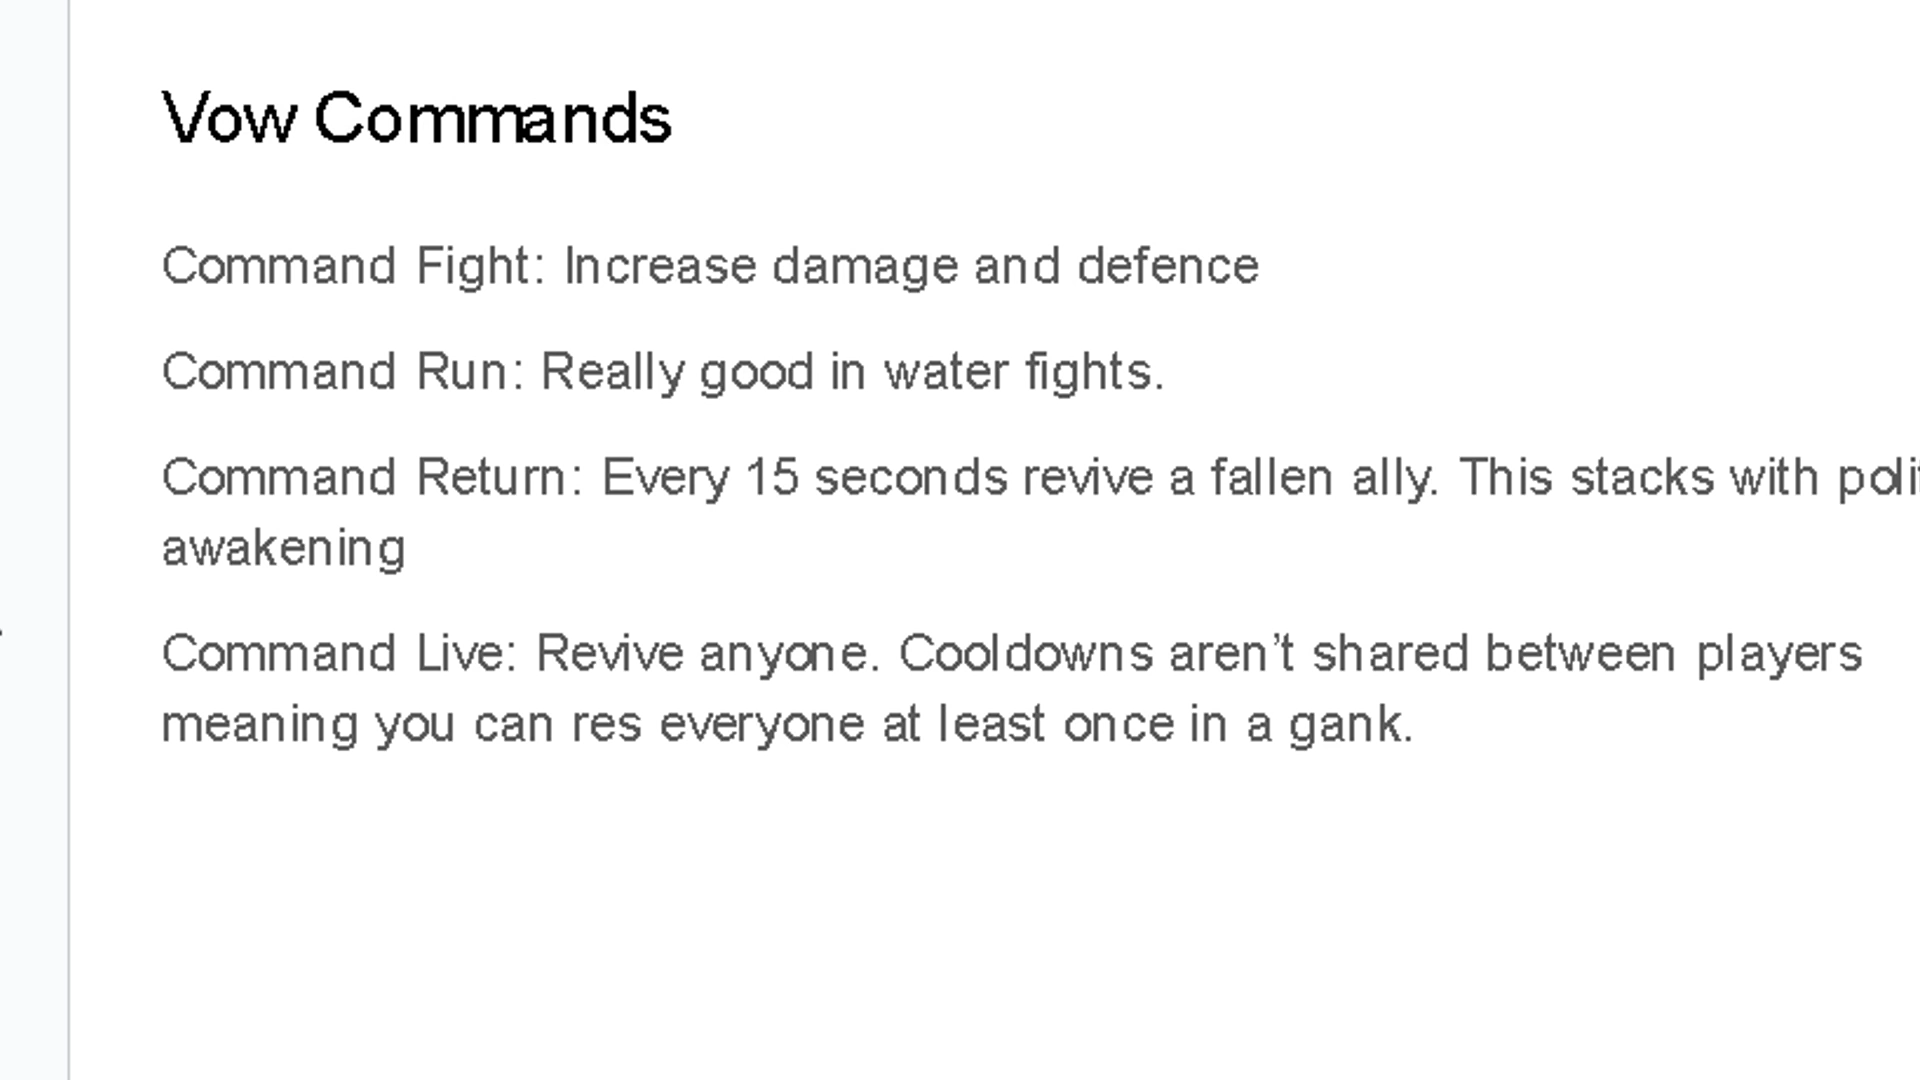 Vow Commands
Command Fight: Increase damage and defence
Command Run: Really good in water fights.
Command Return: Every 15 seconds revive a fallen ally. This stacks with
awakening
Command Live: Revive anyone. Cooldowns aren’t shared between players
meaning you can res everyone at least once in a gank.